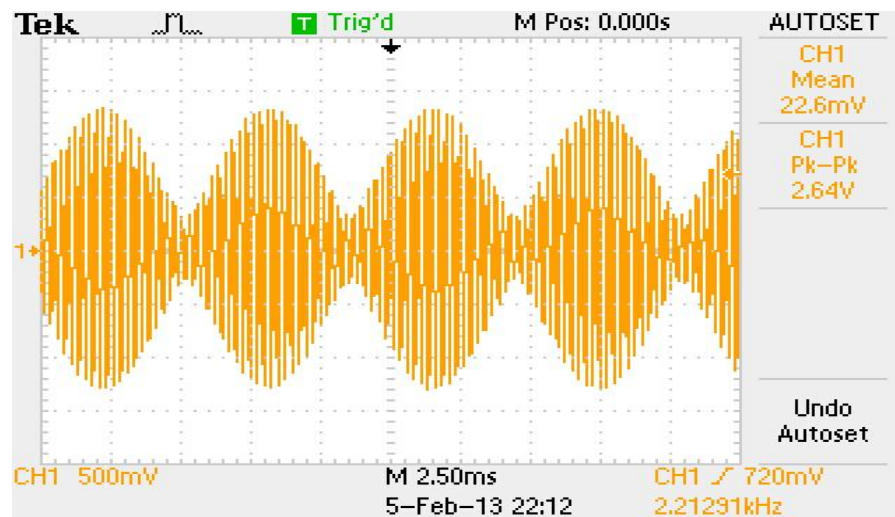 Tek
T Trig'd
M Pos: 0.000s
AUTOSET
CH1
Mean
22.6mV
CH1
Pk-Pk
2.64V
1
Undo
Autoset
CH1 500mV
M 2.50ms
CH1 720mV
5-Feb-13 22:12
2.21291kHz